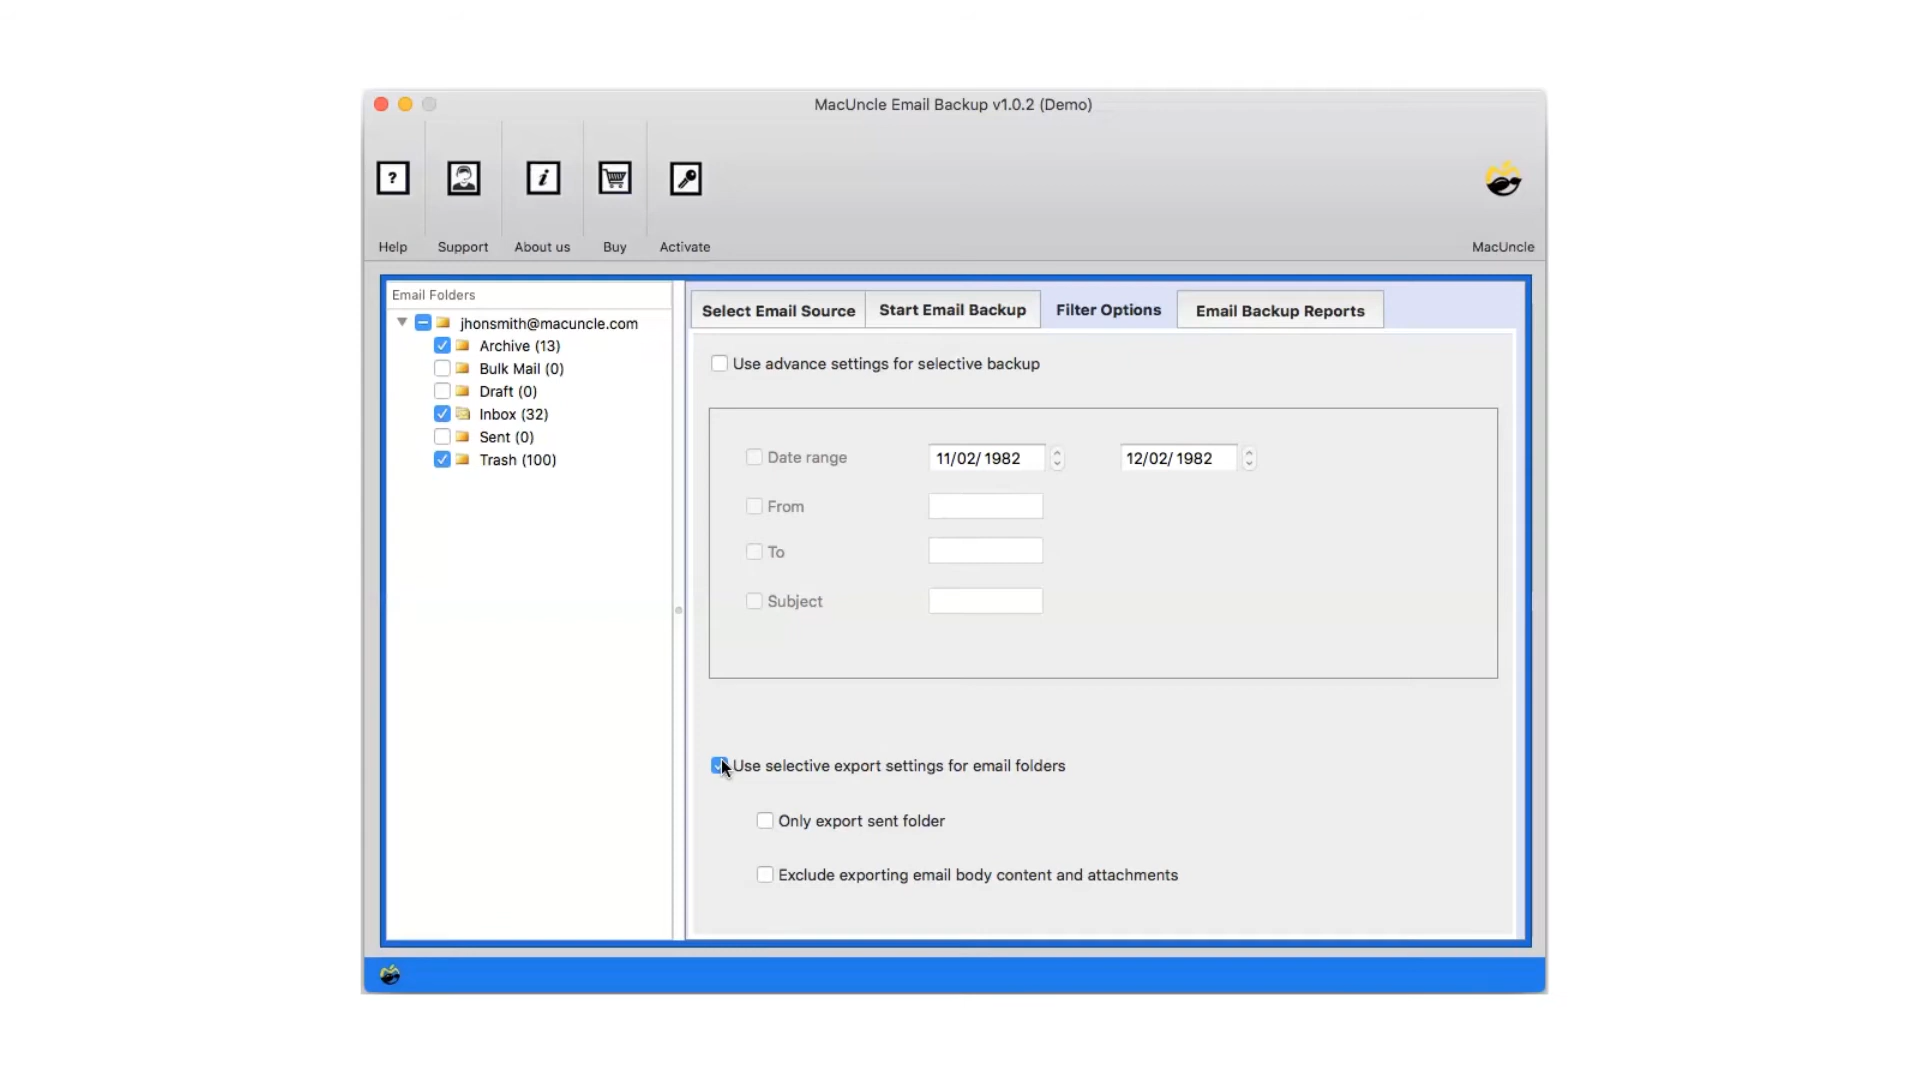 MacUncle Email Backup v1.0.2 (Demo)
Help
Support
About us
Buy
Activate
MacUncle
Email Folders
jhonsmith@macuncle.com
Archive (13)
Bulk Mail (0)
Draft (0)
Inbox (32)
Sent (0)
Trash (100)
Select Email Source
Start Email Backup
Filter Options
Email Backup Reports
Use advance settings for selective backup
Date range
11/02/ 1982
12/02/ 1982
From
To
Subject
Use selective export settings for email folders
Only export sent folder
Exclude exporting email body content and attachments